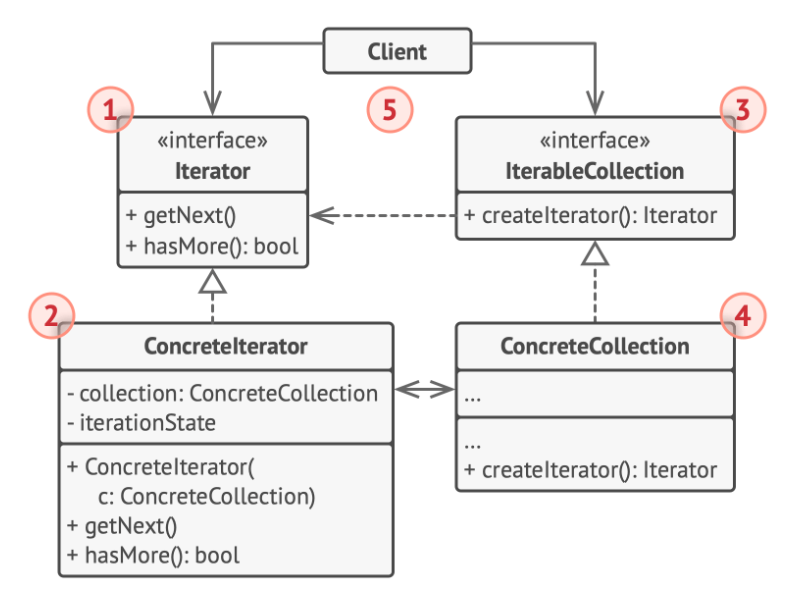 Client
1
5
3
«interface»
Iterator
+ getNext()
+ hasMore(): bool
«interface»
IterableCollection
+ createIterator(): Iterator
2
ConcreteIterator
- collection: ConcreteCollection
- iterationState
+ ConcreteIterator(
c: ConcreteCollection)
+ getNext()
+ hasMore(): bool
4
ConcreteCollection
...
...
+ createIterator(): Iterator